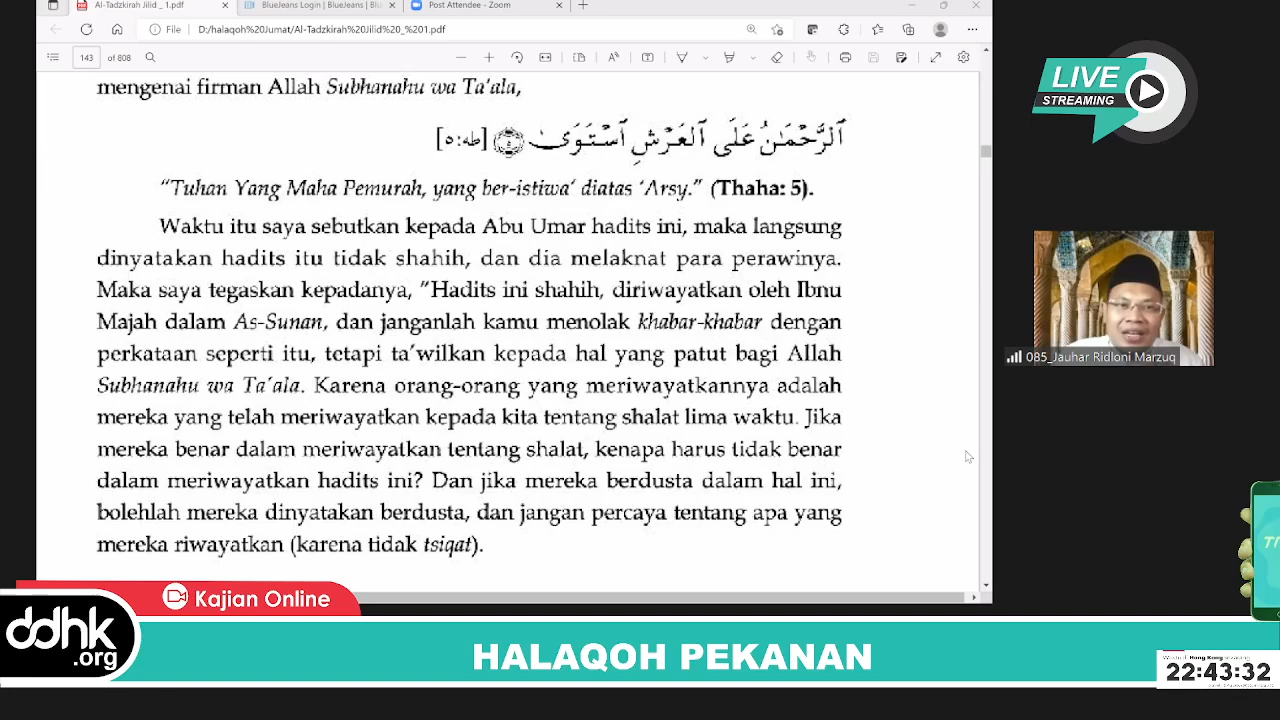 Al-Tadzkirah Jilid _ 1.pdf
BlueJeans Login | BlueJeans | Bl
Post Attendee - Zoom
File
D:/halaqoh%20Jumat/Al-Tadzkirah%20Jilid%20_%201.pdf
143 of 808
mengenai firman Allah Subhanahu wa Ta'ala,
ٱلرَّحْمَـٰنُ عَلَى ٱلْعَرْشِ ٱسْتَوَىٰ [طه:٥]
"Tuhan Yang Maha Pemurah, yang ber-istiwa' diatas 'Arsy." (Thaha: 5).
Waktu itu saya sebutkan kepada Abu Umar hadits ini, maka langsung
dinyatakan hadits itu tidak shahih, dan dia melaknat para perawinya.
Maka saya tegaskan kepadanya, "Hadits ini shahih, diriwayatkan oleh Ibnu
Majah dalam As-Sunan, dan janganlah kamu menolak khabar-khabar dengan
perkataan seperti itu, tetapi ta'wilkan kepada hal yang patut bagi Allah
Subhanahu wa Ta'ala. Karena orang-orang yang meriwayatkannya adalah
mereka yang telah meriwayatkan kepada kita tentang shalat lima waktu. Jika
mereka benar dalam meriwayatkan tentang shalat, kenapa harus tidak benar
dalam meriwayatkan hadits ini? Dan jika mereka berdusta dalam hal ini,
bolehlah mereka dinyatakan berdusta, dan jangan percaya tentang apa yang
mereka riwayatkan (karena tidak tsiqat).
LIVE
STREAMING
085_Jauhar Ridloni Marzuq
Kajian Online
ddhk
.org
HALAQOH PEKANAN
22:43:32